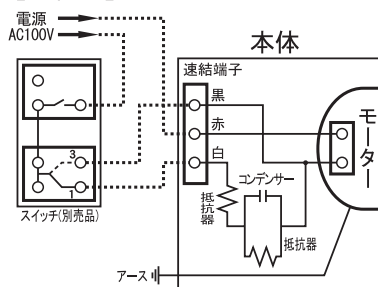 電源
AC100V
本体
速結端子
黒
赤
白
モーター
3
1
コンデンサー
抵抗器
抵抗器
スイッチ(別売品)
アース